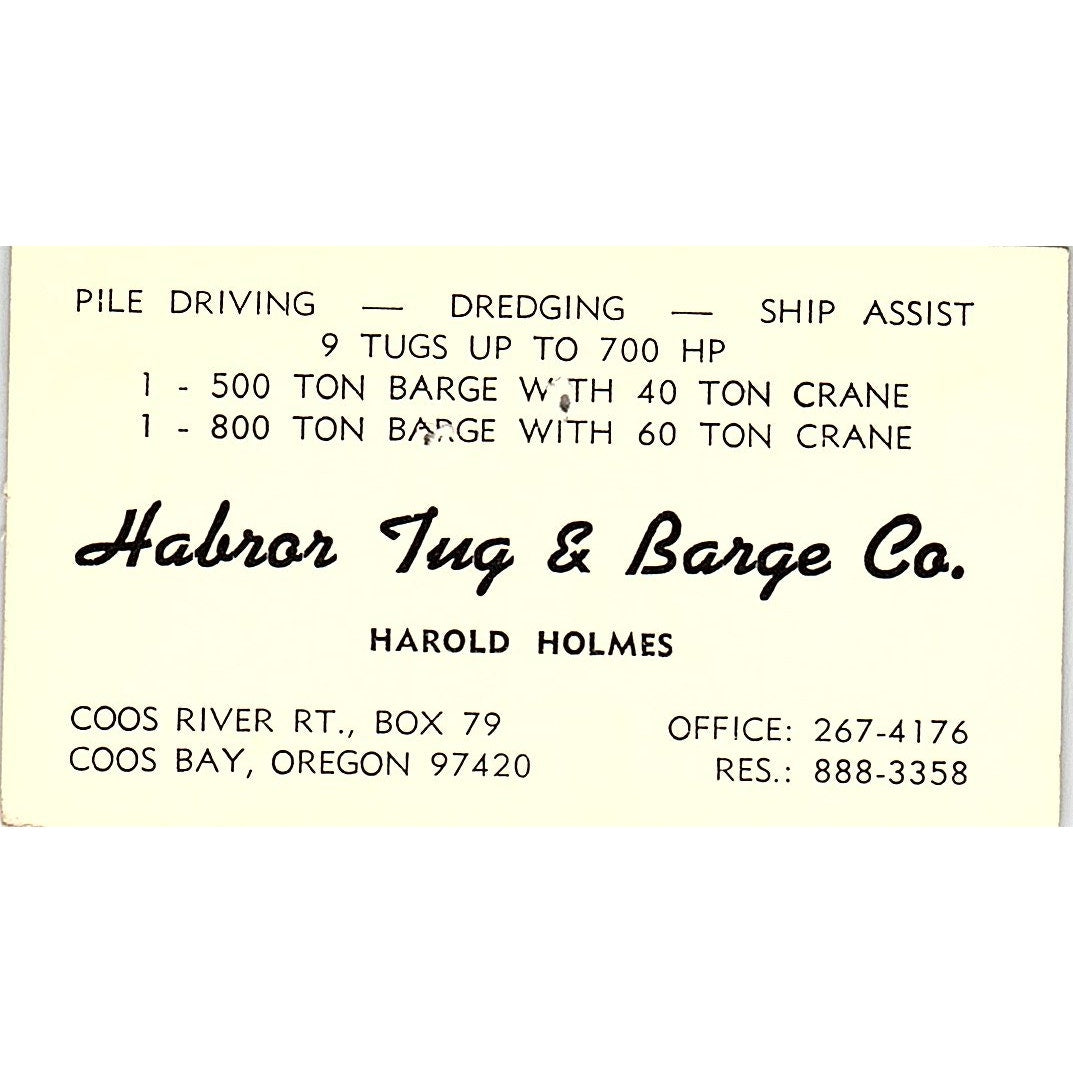 PILE DRIVING — DREDGING — SHIP ASSIST
9 TUGS UP TO 700 HP
1 - 500 TON BARGE WITH 40 TON CRANE
1 - 800 TON BARGE WITH 60 TON CRANE
Habror Tug & Barge Co.
HAROLD HOLMES
COOS RIVER RT., BOX 79
COOS BAY, OREGON 97420
OFFICE: 267-4176
RES.: 888-3358